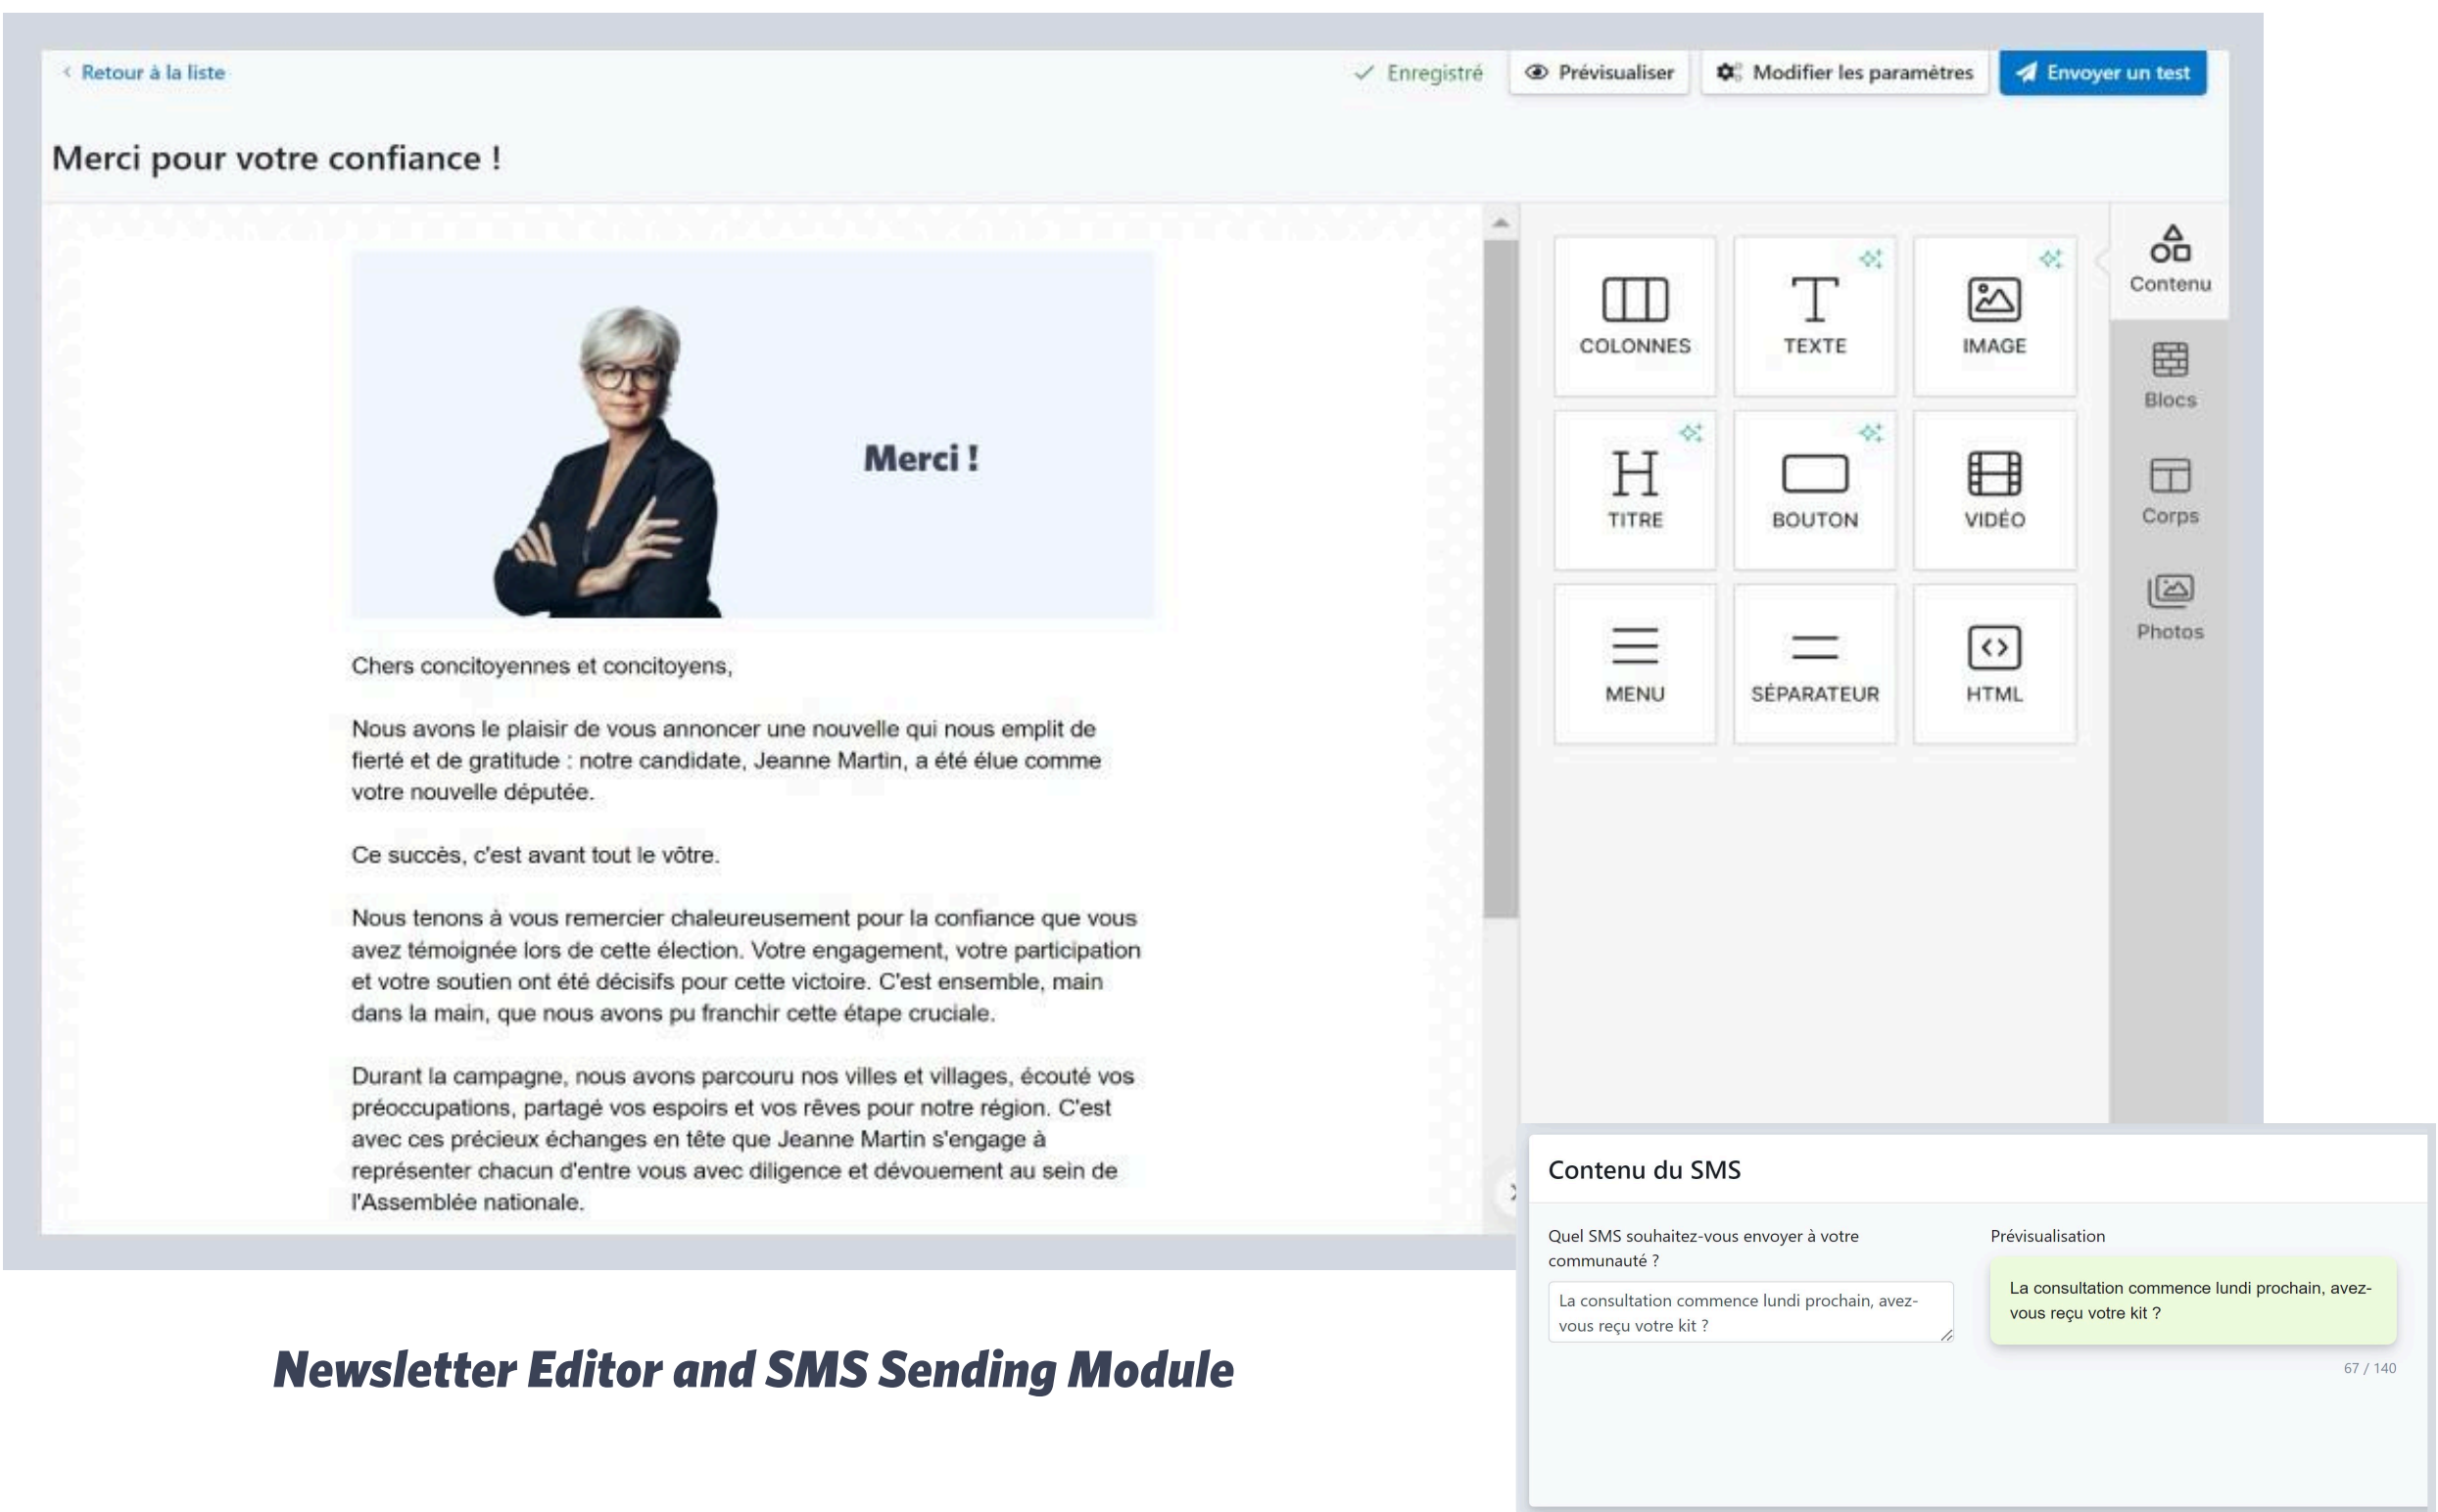 Retour à la liste
Enregistré
Prévisualiser
Modifier les paramètres
Envoyer un test
Merci pour votre confiance !
Merci !
Chers concitoyennes et concitoyens,
Nous avons le plaisir de vous annoncer une nouvelle qui nous emplit de
fierté et de gratitude : notre candidate, Jeanne Martin, a été élue comme
votre nouvelle députée.
Ce succès, c'est avant tout le vôtre.
Nous tenons à vous remercier chaleureusement pour la confiance que vous
avez témoignée lors de cette élection. Votre engagement, votre participation
et votre soutien ont été décisifs pour cette victoire. C'est ensemble, main
dans la main, que nous avons pu franchir cette étape cruciale.
Durant la campagne, nous avons parcouru nos villes et villages, écouté vos
préoccupations, partagé vos espoirs et vos rêves pour notre région. C'est
avec ces précieux échanges en tête que Jeanne Martin s'engage à
représenter chacun d'entre vous avec diligence et dévouement au sein de
l'Assemblée nationale.
COLONNES
TEXTE
IMAGE
TITRE
BOUTON
VIDÉO
MENU
SÉPARATEUR
HTML
Contenu
Blocs
Corps
Photos
Contenu du SMS
Quel SMS souhaitez-vous envoyer à votre
communauté ?
La consultation commence lundi prochain, avez-
vous reçu votre kit ?
Prévisualisation
La consultation commence lundi prochain, avez-
vous reçu votre kit ?
67 / 140
Newsletter Editor and SMS Sending Module